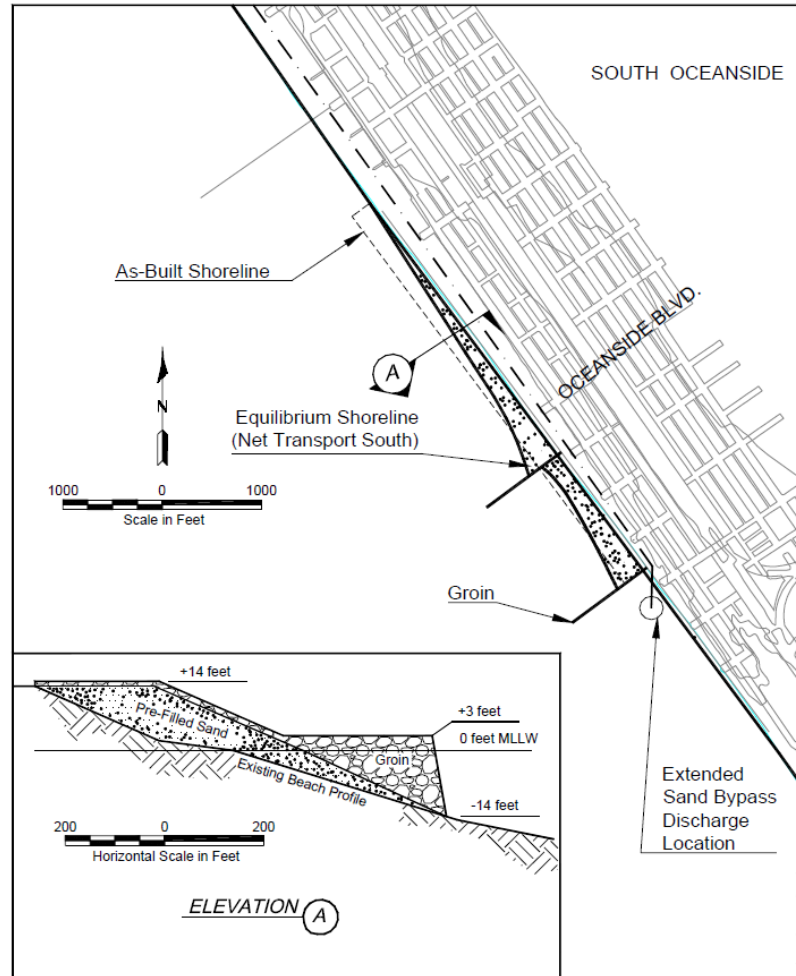 SOUTH OCEANSIDE
As-Built Shoreline
OCEANSIDE BLVD.
A
N
Equilibrium Shoreline
(Net Transport South)
1000 0 1000
Scale in Feet
Groin
+14 feet
Pre-Filled Sand
+3 feet
0 feet MLLW
Groin
Existing Beach Profile
-14 feet
200 0 200
Horizontal Scale in Feet
ELEVATION A
Extended
Sand Bypass
Discharge
Location